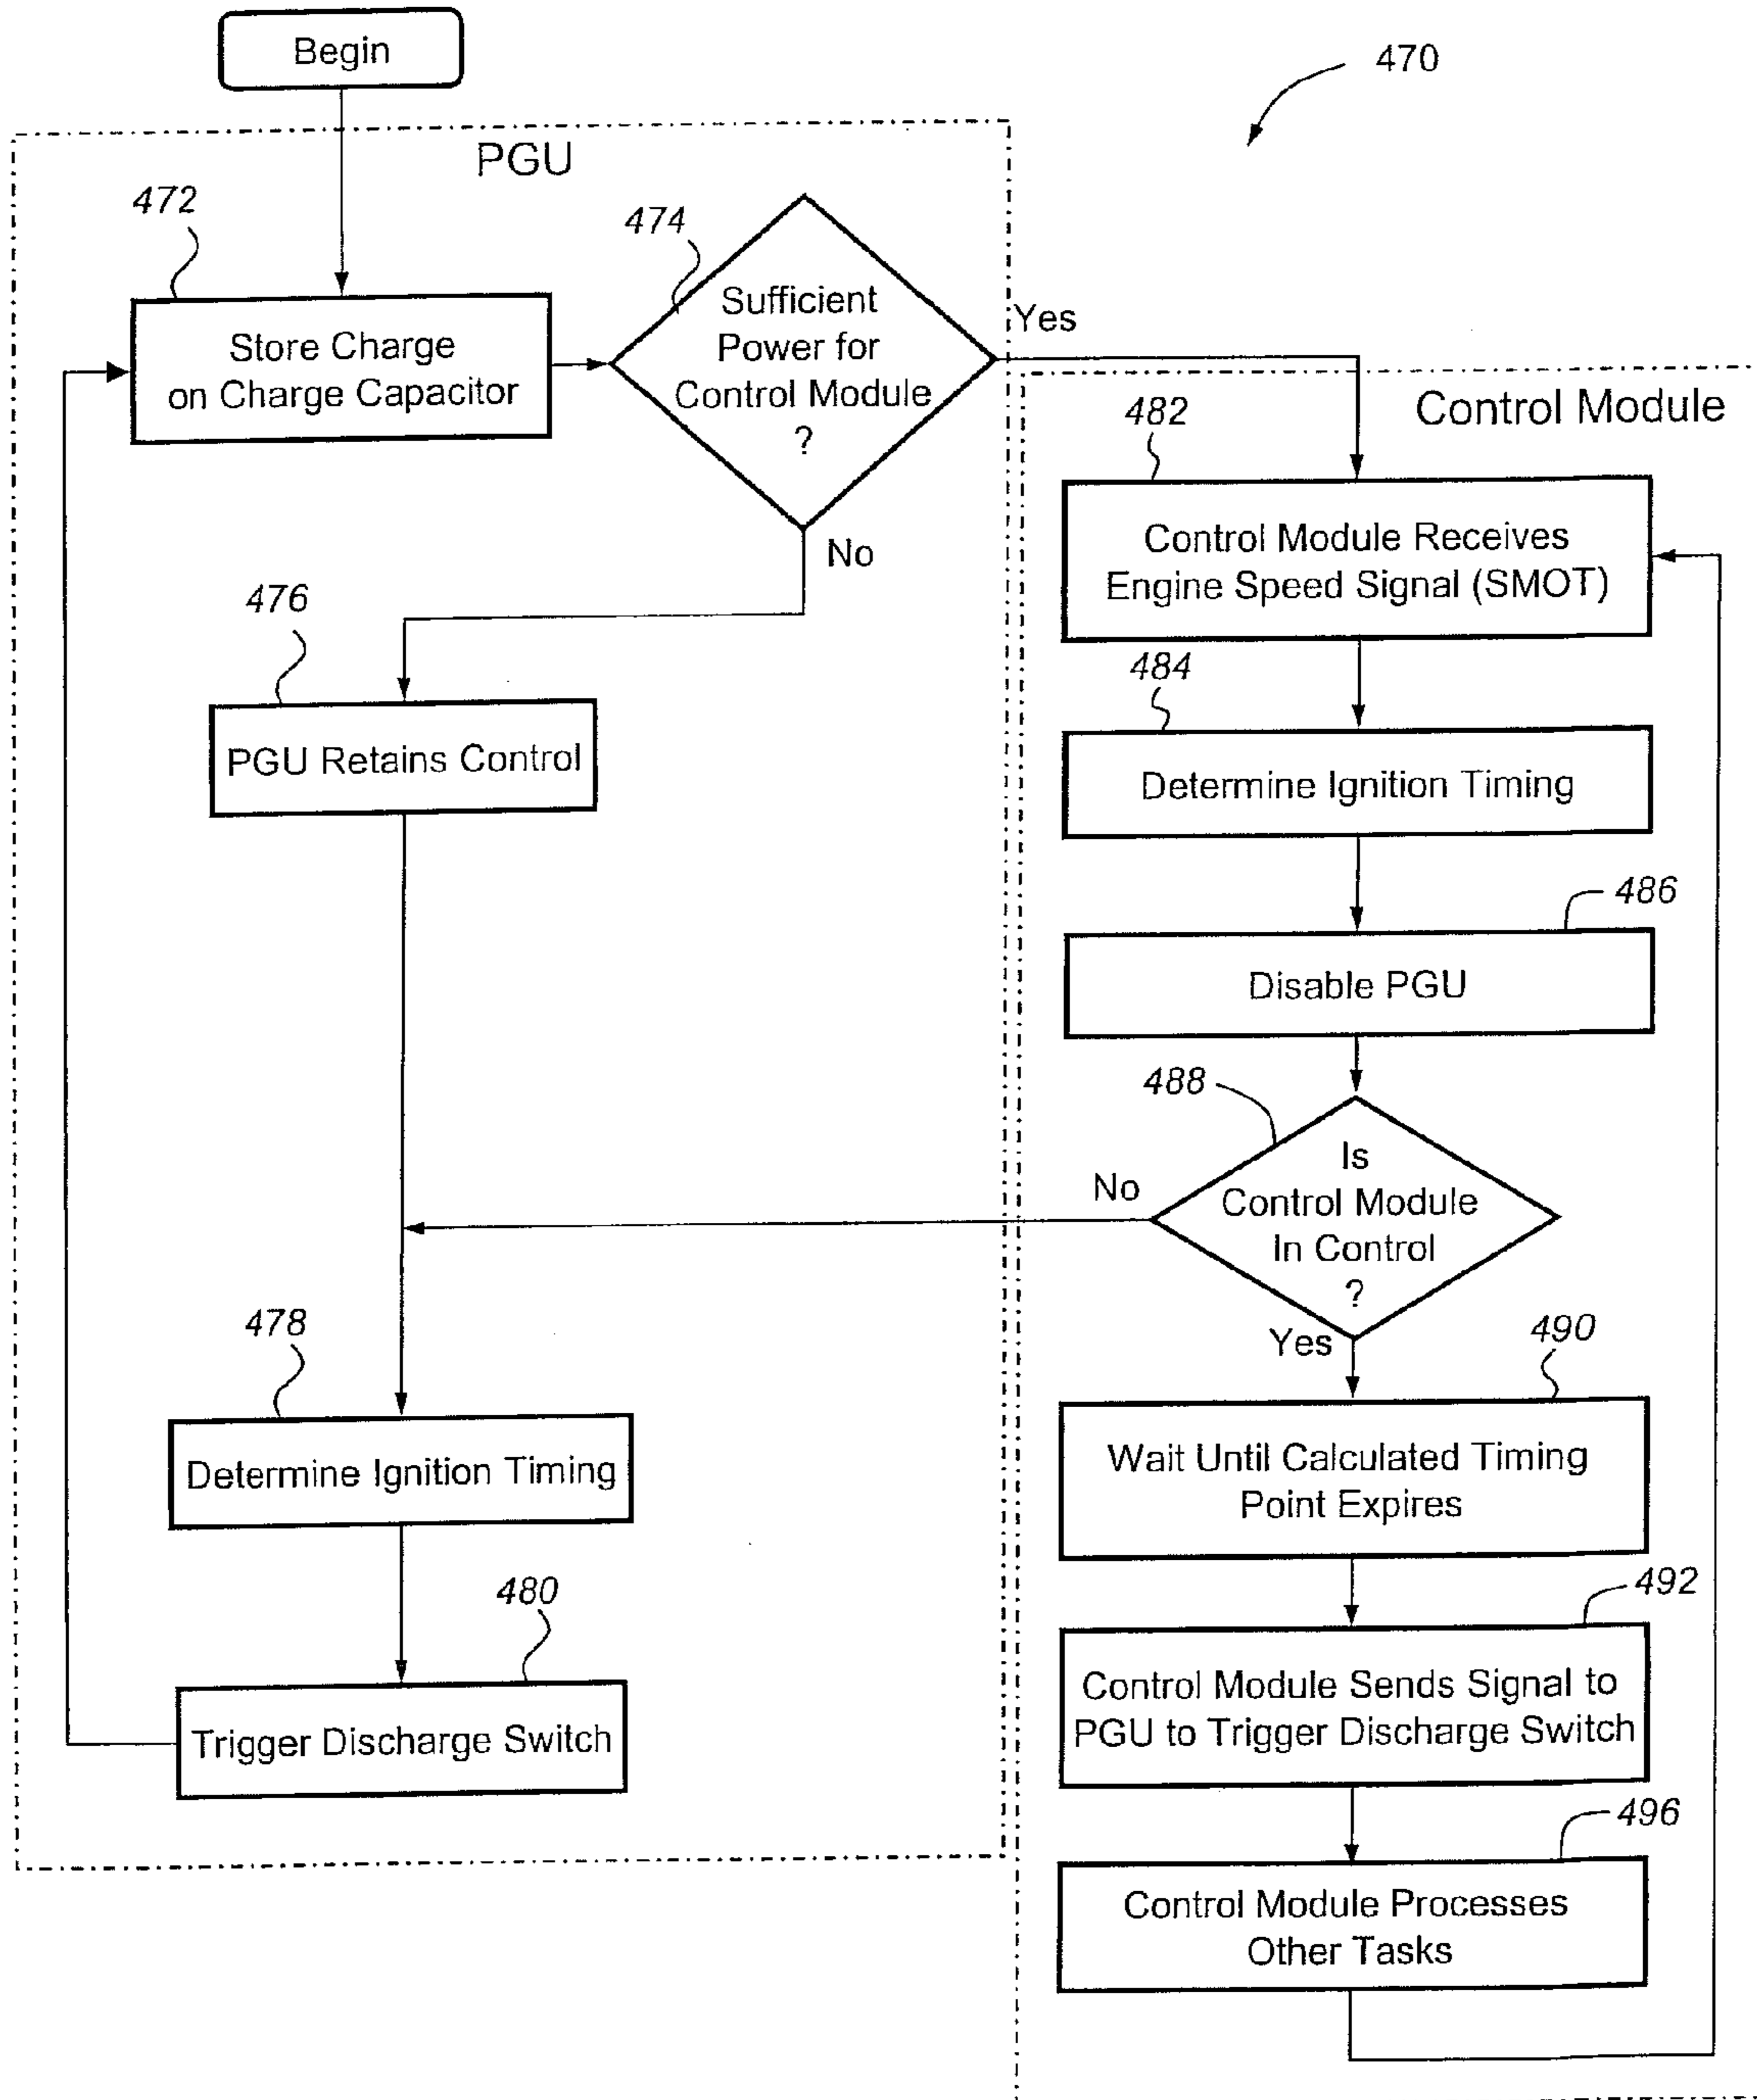 Begin
470
PGU
472
Store Charge
on Charge Capacitor
474
Sufficient
Power for
Control Module
?
Yes
No
476
PGU Retains Control
478
Determine Ignition Timing
480
Trigger Discharge Switch
Control Module
482
Control Module Receives
Engine Speed Signal (SMOT)
484
Determine Ignition Timing
486
Disable PGU
488
Is
Control Module
In Control
?
No
Yes
490
Wait Until Calculated Timing
Point Expires
492
Control Module Sends Signal to
PGU to Trigger Discharge Switch
496
Control Module Processes
Other Tasks